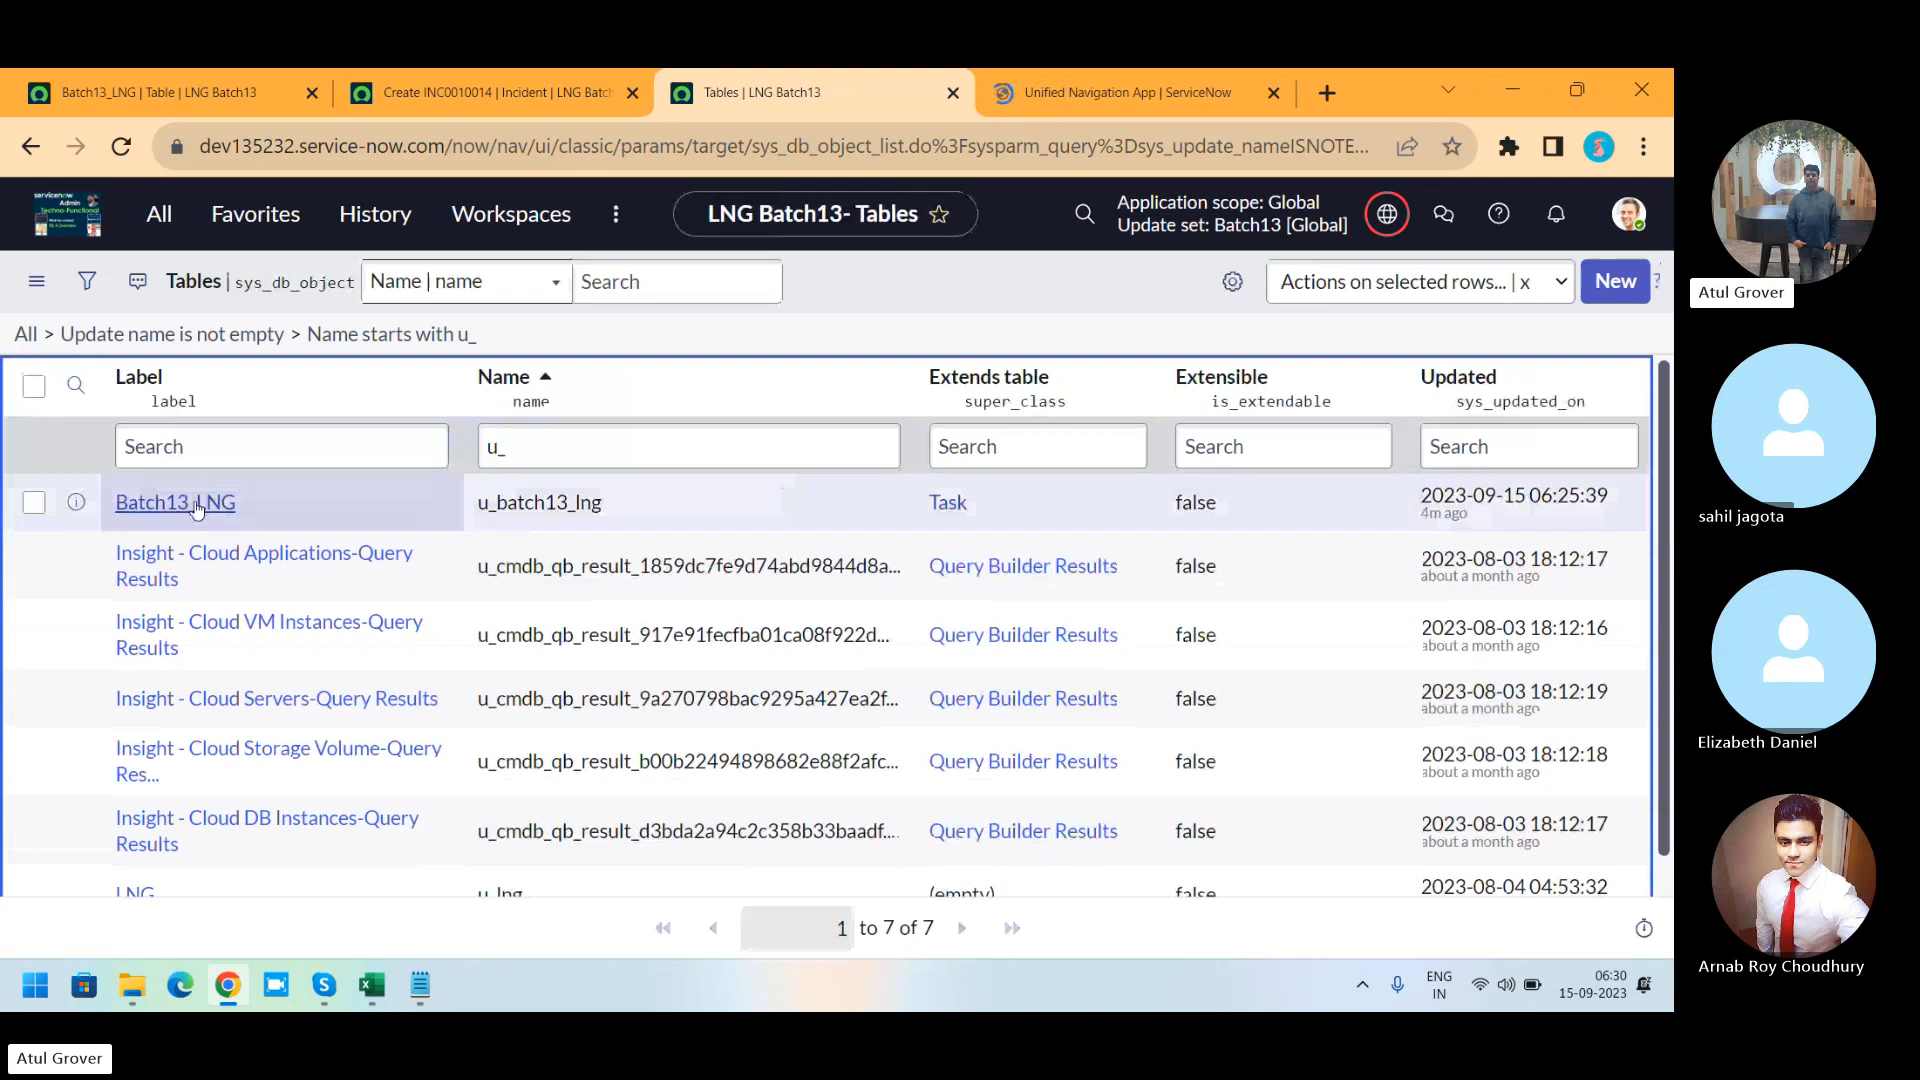 Batch13_LNG | Table | LNG Batch13
Create INC0010014 | Incident | LNG Batc
Tables | LNG Batch13
Unified Navigation App | ServiceNow
dev135232.service-now.com/now/nav/ui/classic/params/target/sys_db_object_list.do%3Fsysparm_query%3Dsys_update_nameISNOTE...
servicenow
Admin
Techno-Functional
All
Favorites
History
Workspaces
LNG Batch13- Tables
Application scope: Global
Update set: Batch13 [Global]
Tables | sys_db_object
Name | name
Search
Actions on selected rows... | x
New
?
All > Update name is not empty > Name starts with u_
Label Name Extends table Extensible Updated
label name super_class is_extendable sys_updated_on
Search u_ Search Search Search
Batch13_LNG u_batch13_lng Task false 2023-09-15 06:25:39
4m ago
Insight - Cloud Applications-Query
Results
u_cmdb_qb_result_1859dc7fe9d74abd9844d8a... Query Builder Results false 2023-08-03 18:12:17
about a month ago
Insight - Cloud VM Instances-Query
Results
u_cmdb_qb_result_917e91fecfba01ca08f922d... Query Builder Results false 2023-08-03 18:12:16
about a month ago
Insight - Cloud Servers-Query Results u_cmdb_qb_result_9a270798bac9295a427ea2f... Query Builder Results false 2023-08-03 18:12:19
about a month ago
Insight - Cloud Storage Volume-Query
Res...
u_cmdb_qb_result_b00b22494898682e88f2afc... Query Builder Results false 2023-08-03 18:12:18
about a month ago
Insight - Cloud DB Instances-Query
Results
u_cmdb_qb_result_d3bda2a94c2c358b33baadf... Query Builder Results false 2023-08-03 18:12:17
about a month ago
LNG u_lng (empty) false 2023-08-04 04:53:32
1 to 7 of 7
ENG
IN
06:30
15-09-2023
Atul Grover
sahil jagota
Elizabeth Daniel
Arnab Roy Choudhury
Atul Grover